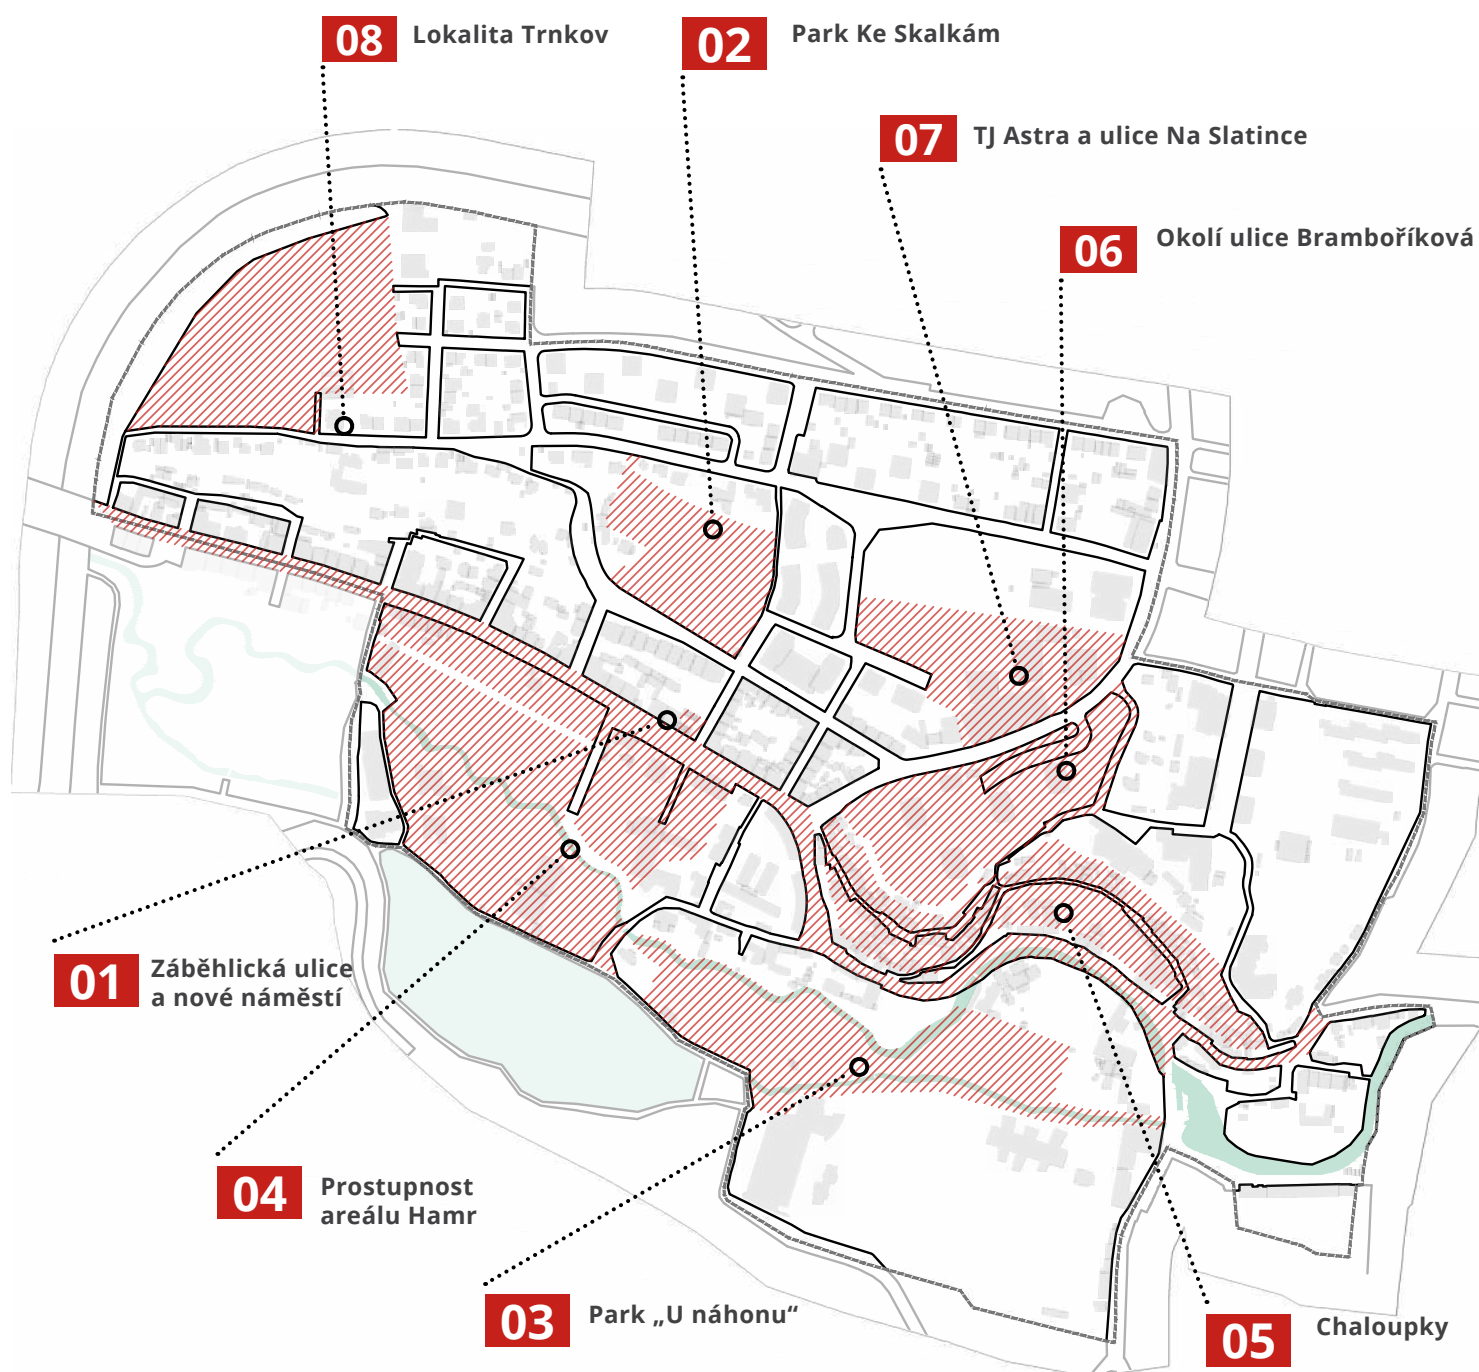 08 Lokalita Trnkov
02 Park Ke Skalkám
07 TJ Astra a ulice Na Slatince
06 Okolí ulice Bramboříková
01 Záběhlická ulice
a nové náměstí
04 Prostupnost
areálu Hamr
03 Park „U náhonu“
05 Chaloupky